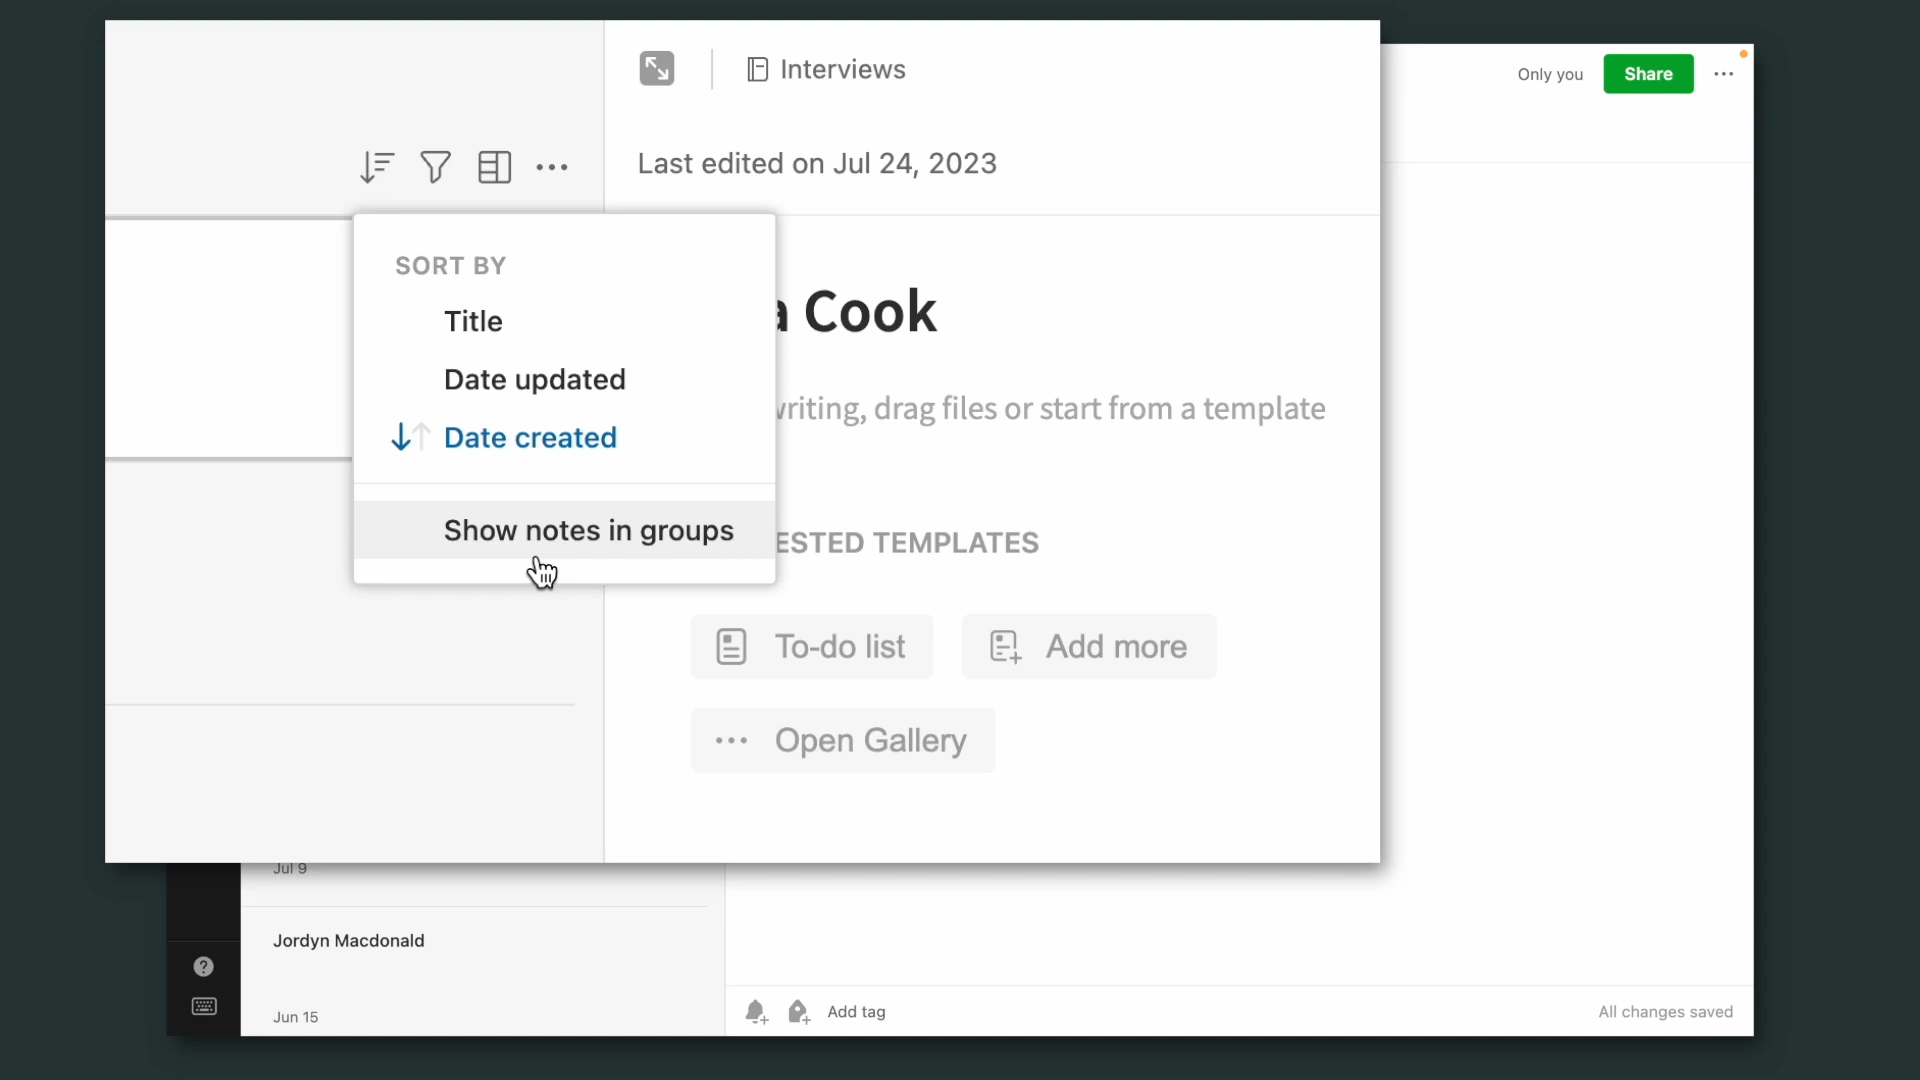 Interviews
Only you
Share
Last edited on Jul 24, 2023
SORT BY
Title
Date updated
Date created
Show notes in groups
Cook
writing, drag files or start from a template
TEMPLATES
To-do list
Add more
Open Gallery
Jul 9
Jordyn Macdonald
Jun 15
Add tag
All changes saved